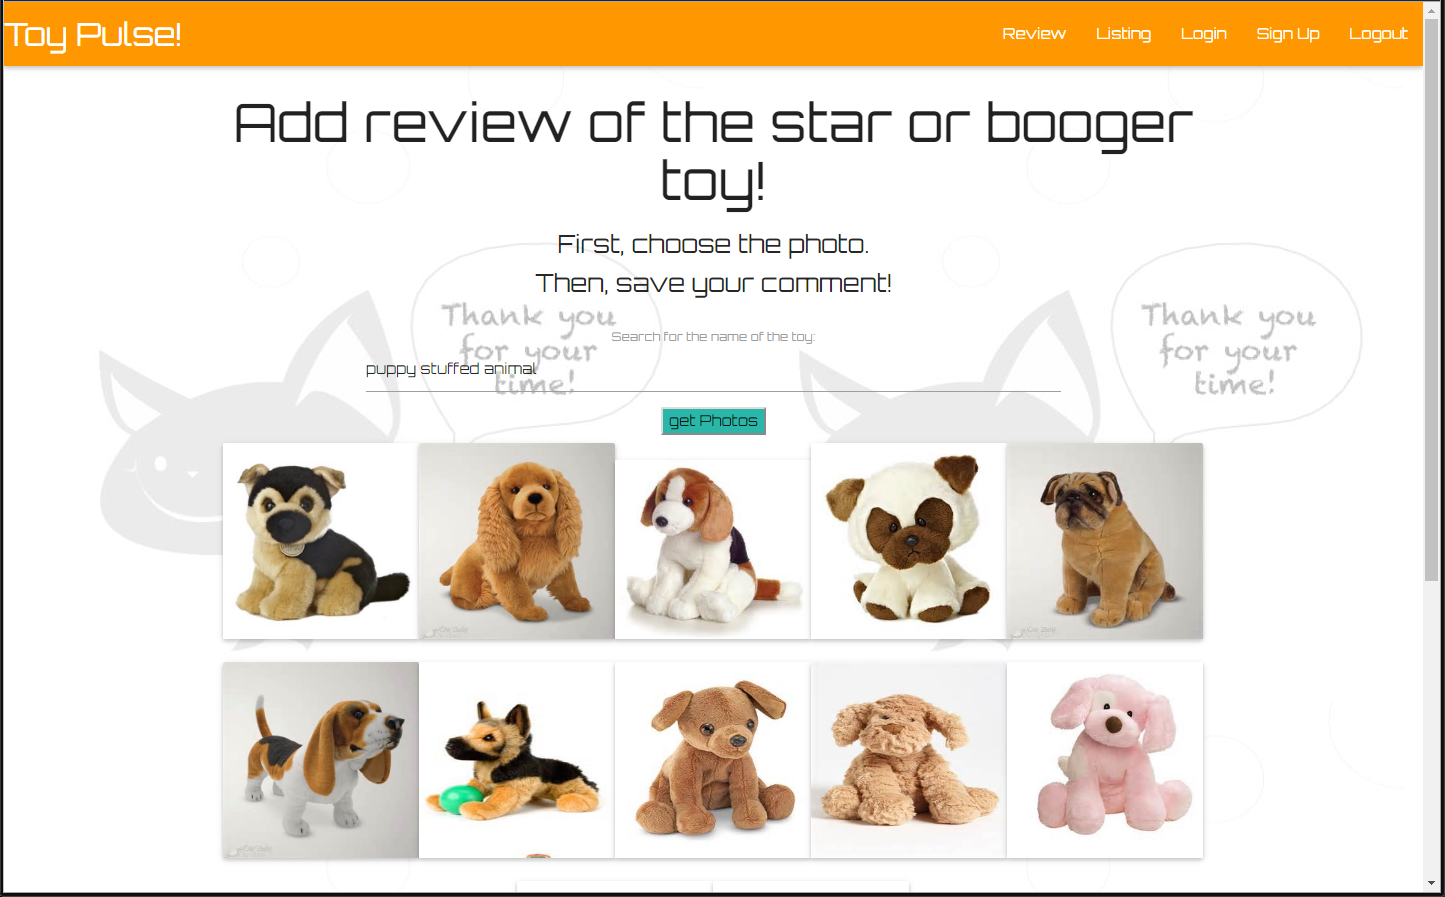 Toy Pulse!
Review Listing Login Sign Up Logout
Add review of the star or booger
toy!
First, choose the photo.
Then, save your comment!
Thank you
for your
time!
Thank you
for your
time!
Search for the name of the toy:
puppy stuffed animal
get Photos